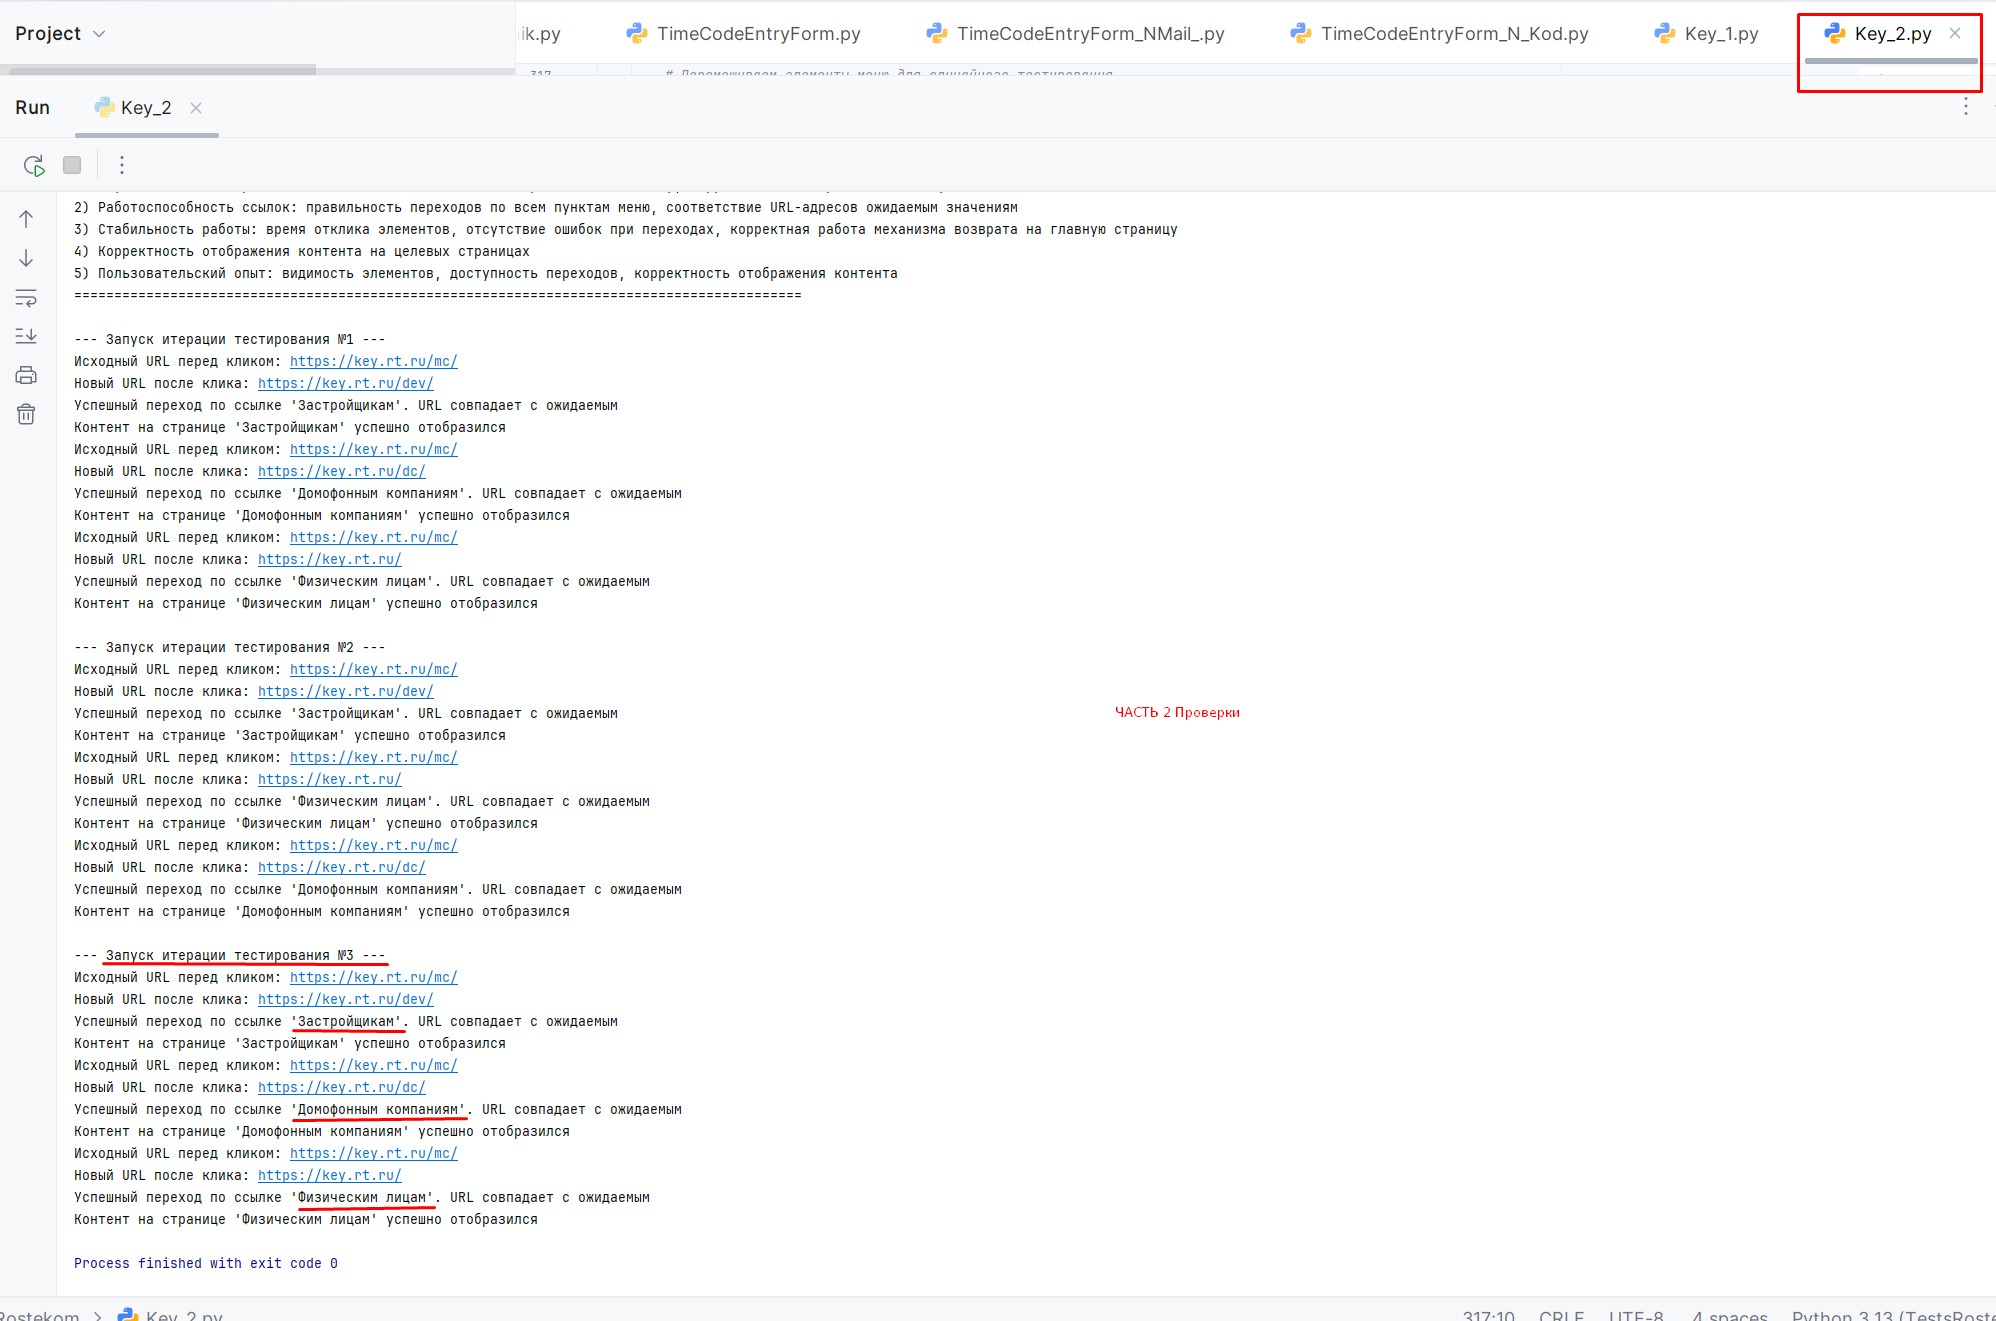 Project
ik.py
TimeCodeEntryForm.py
TimeCodeEntryForm_NMail_.py
TimeCodeEntryForm_N_Kod.py
Key_1.py
Key_2.py
317
# Перемешиваем элементы меню для случайного тестирования
Run
Key_2
2) Работоспособность ссылок: правильность переходов по всем пунктам меню, соответствие URL-адресов ожидаемым значениям
3) Стабильность работы: время отклика элементов, отсутствие ошибок при переходах, корректная работа механизма возврата на главную страницу
4) Корректность отображения контента на целевых страницах
5) Пользовательский опыт: видимость элементов, доступность переходов, корректность отображения контента
===========================================================================================
--- Запуск итерации тестирования №1 ---
Исходный URL перед кликом: https://key.rt.ru/mc/
Новый URL после клика: https://key.rt.ru/dev/
Успешный переход по ссылке 'Застройщикам'. URL совпадает с ожидаемым
Контент на странице 'Застройщикам' успешно отобразился
Исходный URL перед кликом: https://key.rt.ru/mc/
Новый URL после клика: https://key.rt.ru/dc/
Успешный переход по ссылке 'Домофонным компаниям'. URL совпадает с ожидаемым
Контент на странице 'Домофонным компаниям' успешно отобразился
Исходный URL перед кликом: https://key.rt.ru/mc/
Новый URL после клика: https://key.rt.ru/
Успешный переход по ссылке 'Физическим лицам'. URL совпадает с ожидаемым
Контент на странице 'Физическим лицам' успешно отобразился
--- Запуск итерации тестирования №2 ---
Исходный URL перед кликом: https://key.rt.ru/mc/
Новый URL после клика: https://key.rt.ru/dev/
Успешный переход по ссылке 'Застройщикам'. URL совпадает с ожидаемым
Контент на странице 'Застройщикам' успешно отобразился
Исходный URL перед кликом: https://key.rt.ru/mc/
Новый URL после клика: https://key.rt.ru/
Успешный переход по ссылке 'Физическим лицам'. URL совпадает с ожидаемым
Контент на странице 'Физическим лицам' успешно отобразился
Исходный URL перед кликом: https://key.rt.ru/mc/
Новый URL после клика: https://key.rt.ru/dc/
Успешный переход по ссылке 'Домофонным компаниям'. URL совпадает с ожидаемым
Контент на странице 'Домофонным компаниям' успешно отобразился
ЧАСТЬ 2 Проверки
--- Запуск итерации тестирования №3 ---
Исходный URL перед кликом: https://key.rt.ru/mc/
Новый URL после клика: https://key.rt.ru/dev/
Успешный переход по ссылке 'Застройщикам'. URL совпадает с ожидаемым
Контент на странице 'Застройщикам' успешно отобразился
Исходный URL перед кликом: https://key.rt.ru/mc/
Новый URL после клика: https://key.rt.ru/dc/
Успешный переход по ссылке 'Домофонным компаниям'. URL совпадает с ожидаемым
Контент на странице 'Домофонным компаниям' успешно отобразился
Исходный URL перед кликом: https://key.rt.ru/mc/
Новый URL после клика: https://key.rt.ru/
Успешный переход по ссылке 'Физическим лицам'. URL совпадает с ожидаемым
Контент на странице 'Физическим лицам' успешно отобразился
Process finished with exit code 0
Rostekom > Key_2.py
317:10 CRLF UTF-8 4 spaces Python 3.13 (TestsRoste